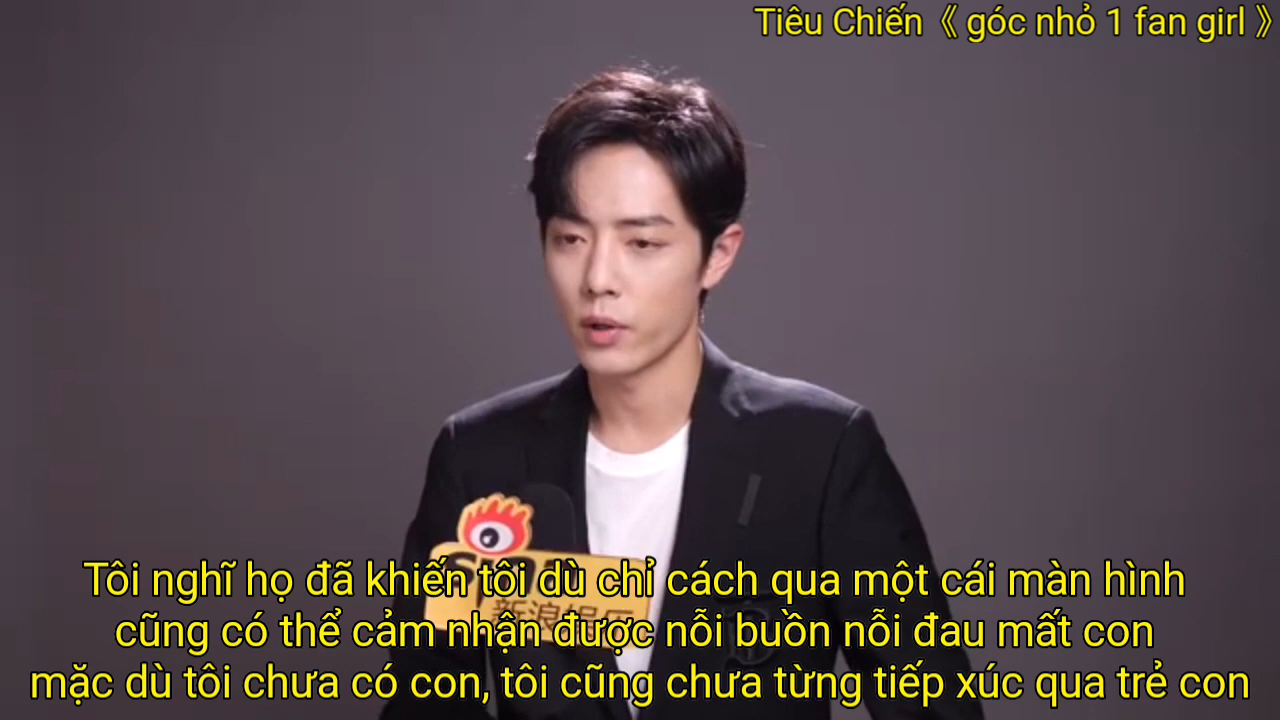 Tiêu Chiến《 góc nhỏ 1 fan girl 》
Tôi nghĩ họ đã khiến tôi dù chỉ cách qua một cái màn hình
cũng có thể cảm nhận được nỗi buồn nỗi đau mất con
mặc dù tôi chưa có con, tôi cũng chưa từng tiếp xúc qua trẻ con